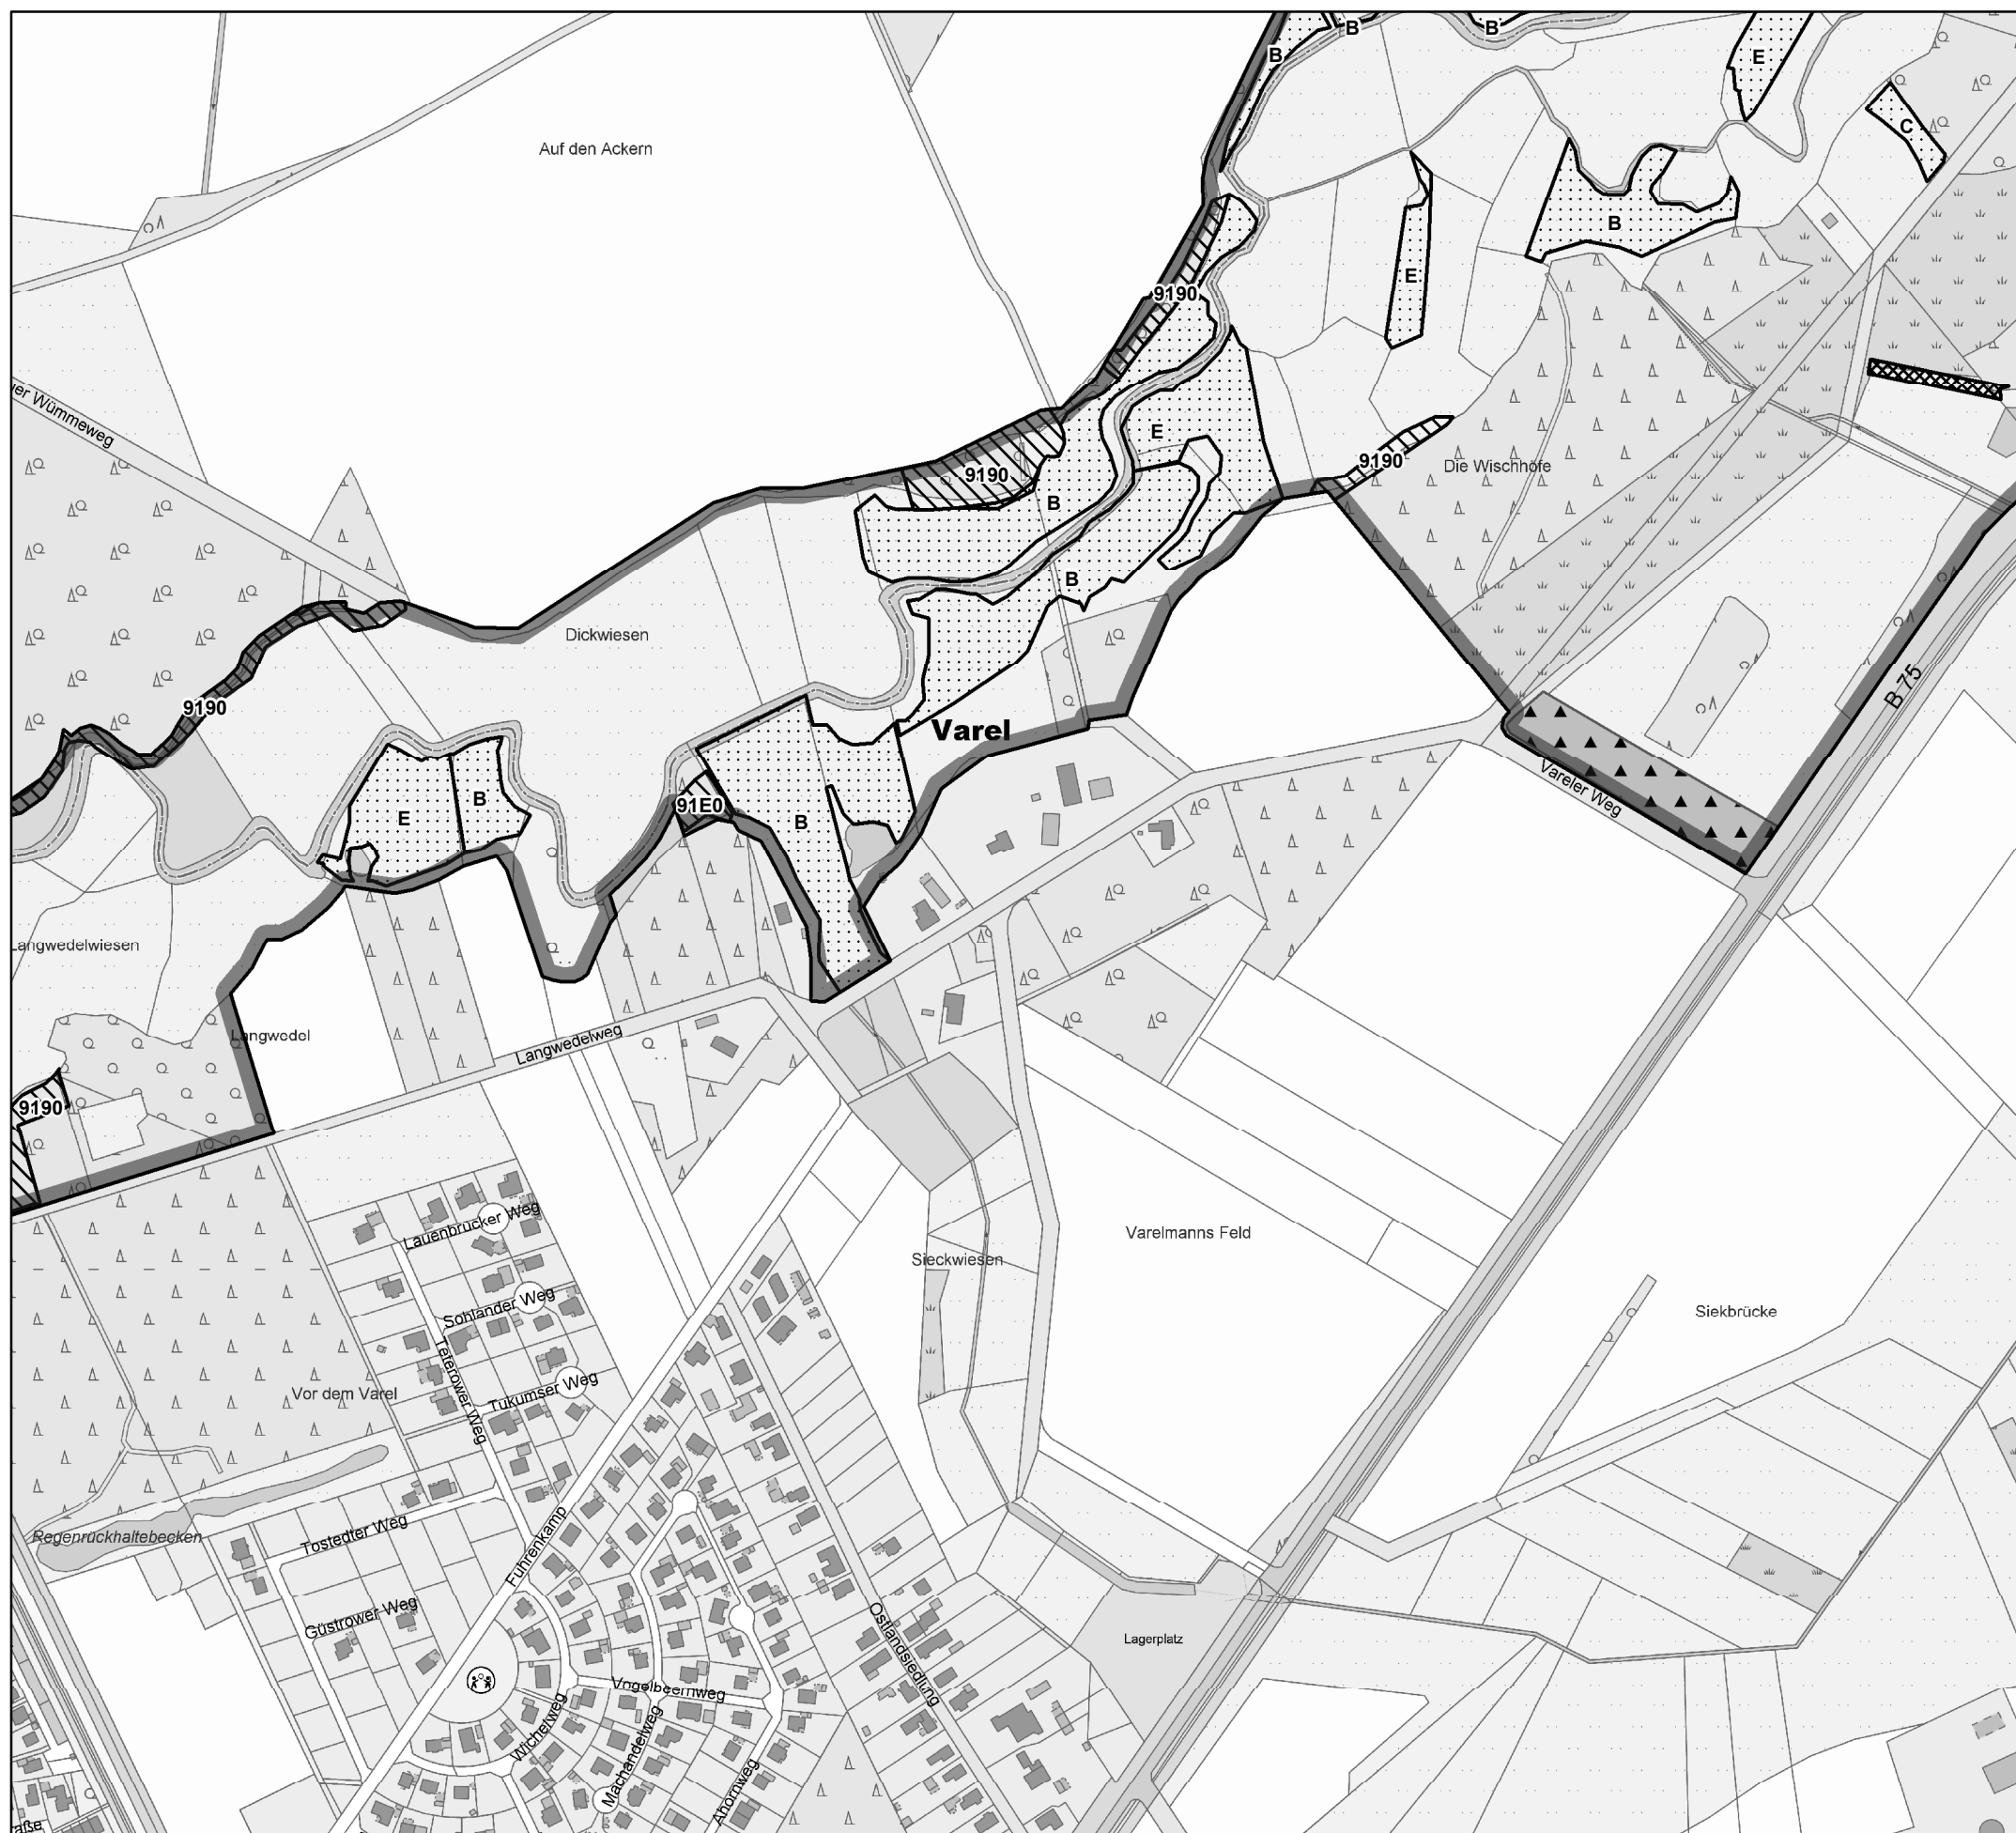 B
B
B
E
C
Auf den Ackern
B
E
9190
er Wümmeweg
E
9190
Die Wischhöfe
9190
B
B
Dickwiesen
9190
B 75
Varel
Vareler Weg
E
B
91E0
B
Langwedelwiesen
Langwedel
Langwedelweg
9190
Lauenbrücker Weg
Varelmanns Feld
Sieckwiesen
Sohlander Weg
Siekbrücke
Teterower Weg
Tukumser Weg
Vor dem Varel
Regenrückhaltebecken
Tostedter Weg
Fuhrenkamp
Güstrower Weg
Ostlandsiedlung
Lagerplatz
Vogelbeernweg
Wichelweg
Machandelweg
Ahornweg
aße